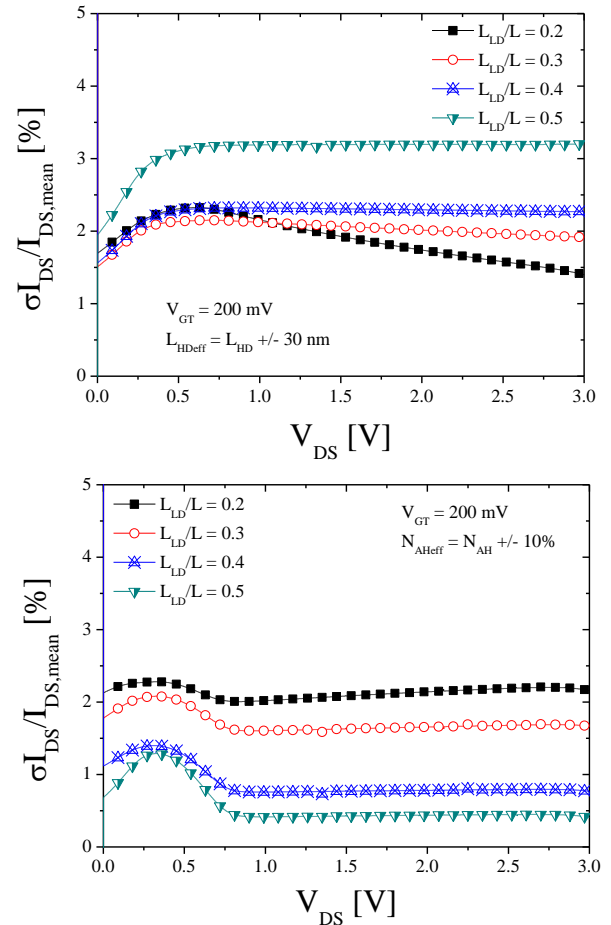 5
4
3
2
1
0
σI_DS/I_DS,mean [%]
L_LD/L = 0.2
L_LD/L = 0.3
L_LD/L = 0.4
L_LD/L = 0.5
V_GT = 200 mV
L_HDeff = L_HD +/- 30 nm
0.0 0.5 1.0 1.5 2.0 2.5 3.0
V_DS [V]
5
4
3
2
1
0
σI_DS/I_DS,mean [%]
L_LD/L = 0.2
L_LD/L = 0.3
L_LD/L = 0.4
L_LD/L = 0.5
V_GT = 200 mV
N_AHeff = N_AH +/- 10%
0.0 0.5 1.0 1.5 2.0 2.5 3.0
V_DS [V]